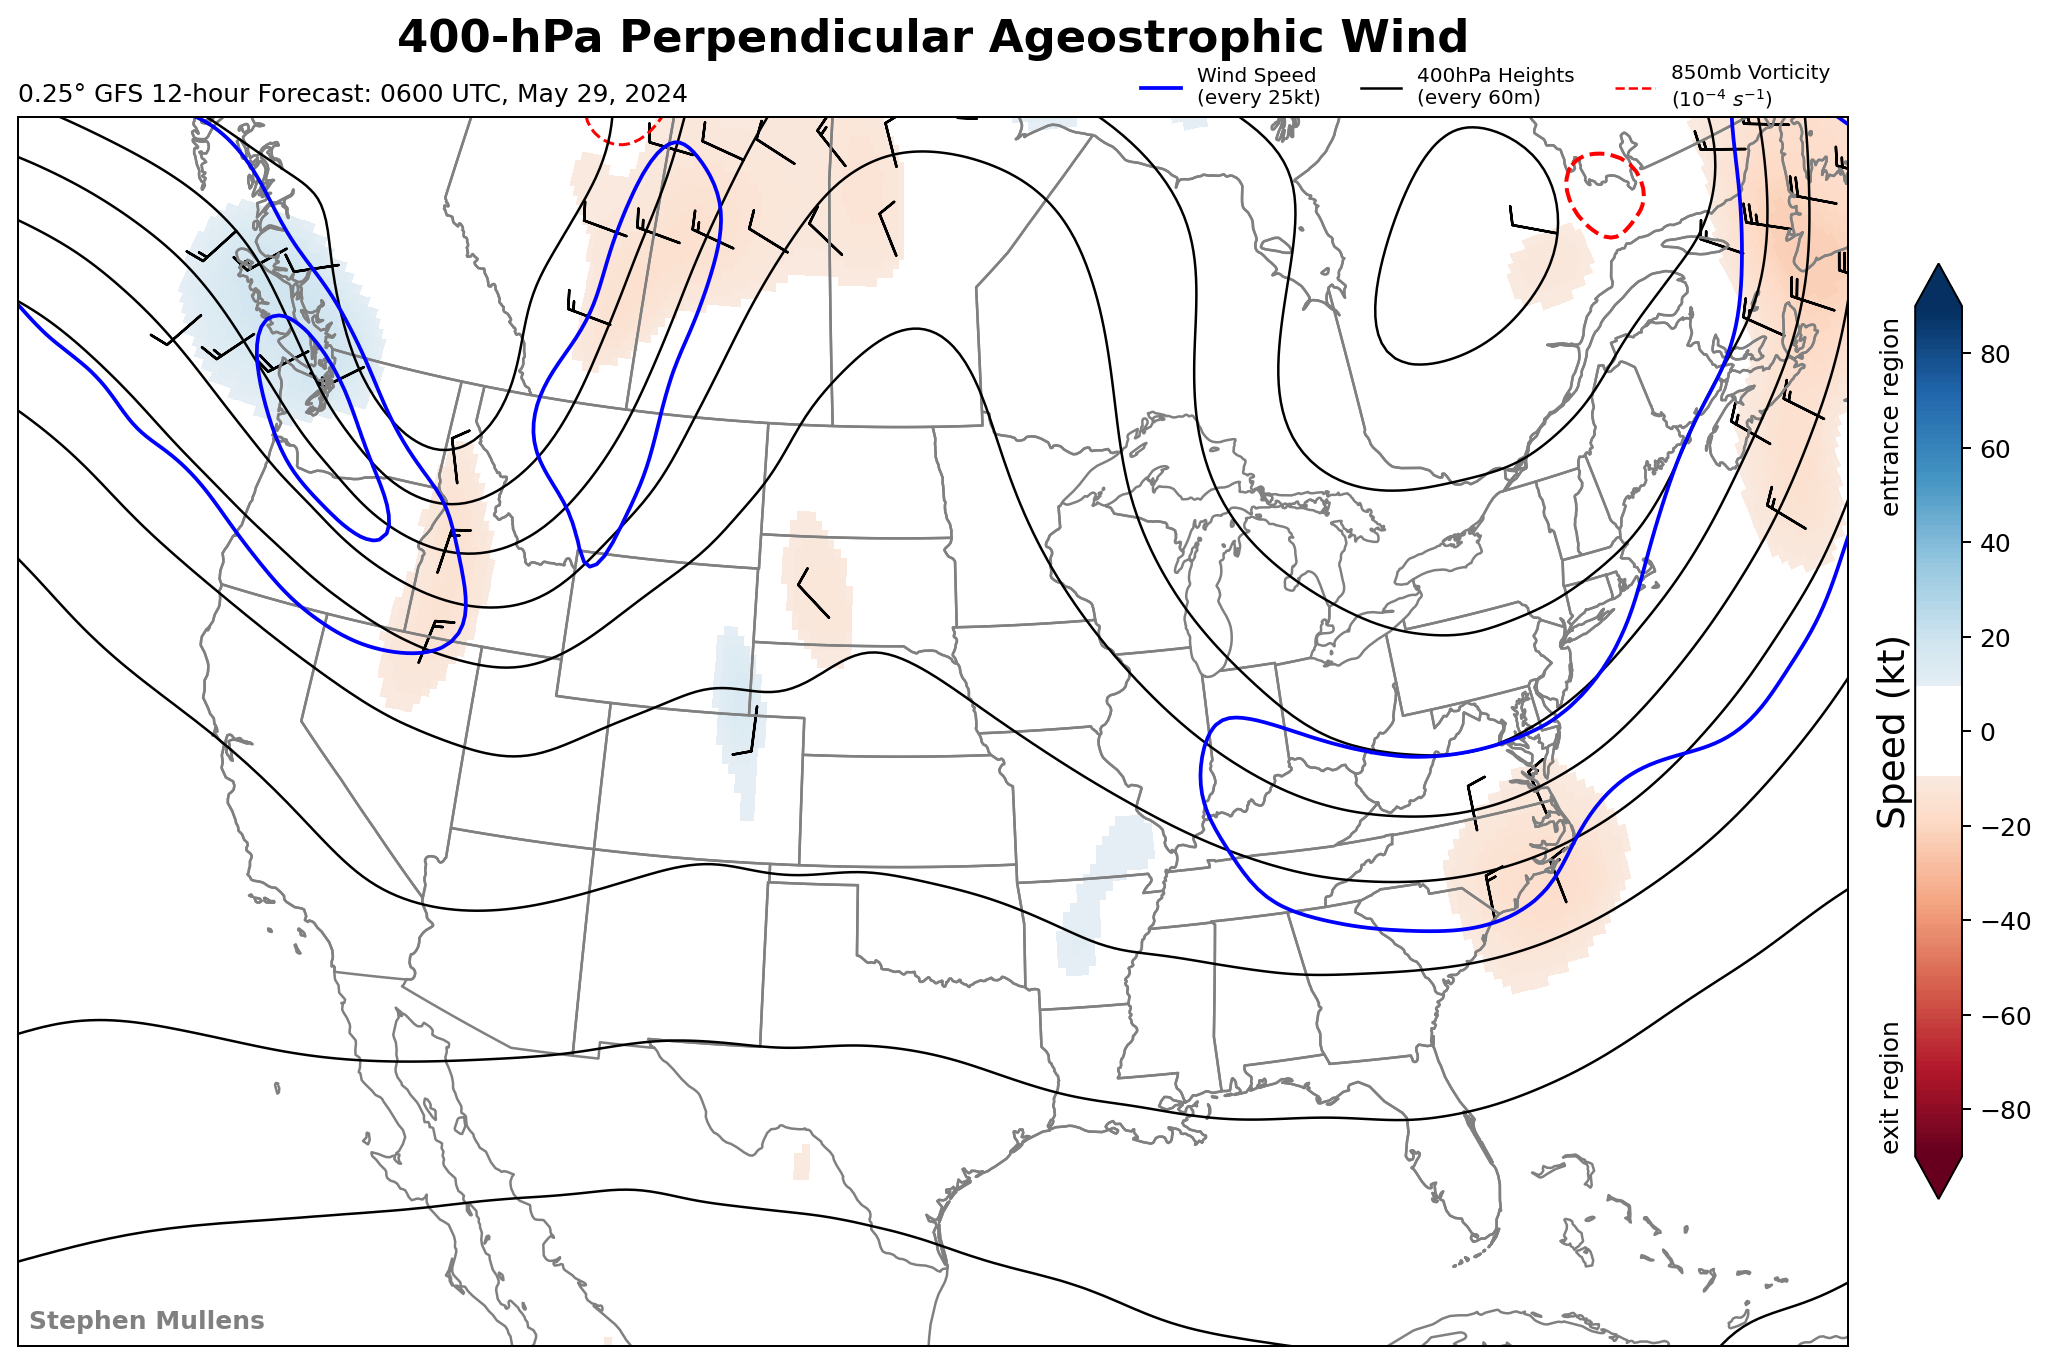 400-hPa Perpendicular Ageostrophic Wind
0.25° GFS 12-hour Forecast: 0600 UTC, May 29, 2024
Wind Speed
(every 25kt)
400hPa Heights
(every 60m)
850mb Vorticity
(10⁻⁴ s⁻¹)
entrance region
Speed (kt)
exit region
80
60
40
20
0
−20
−40
−60
−80
Stephen Mullens